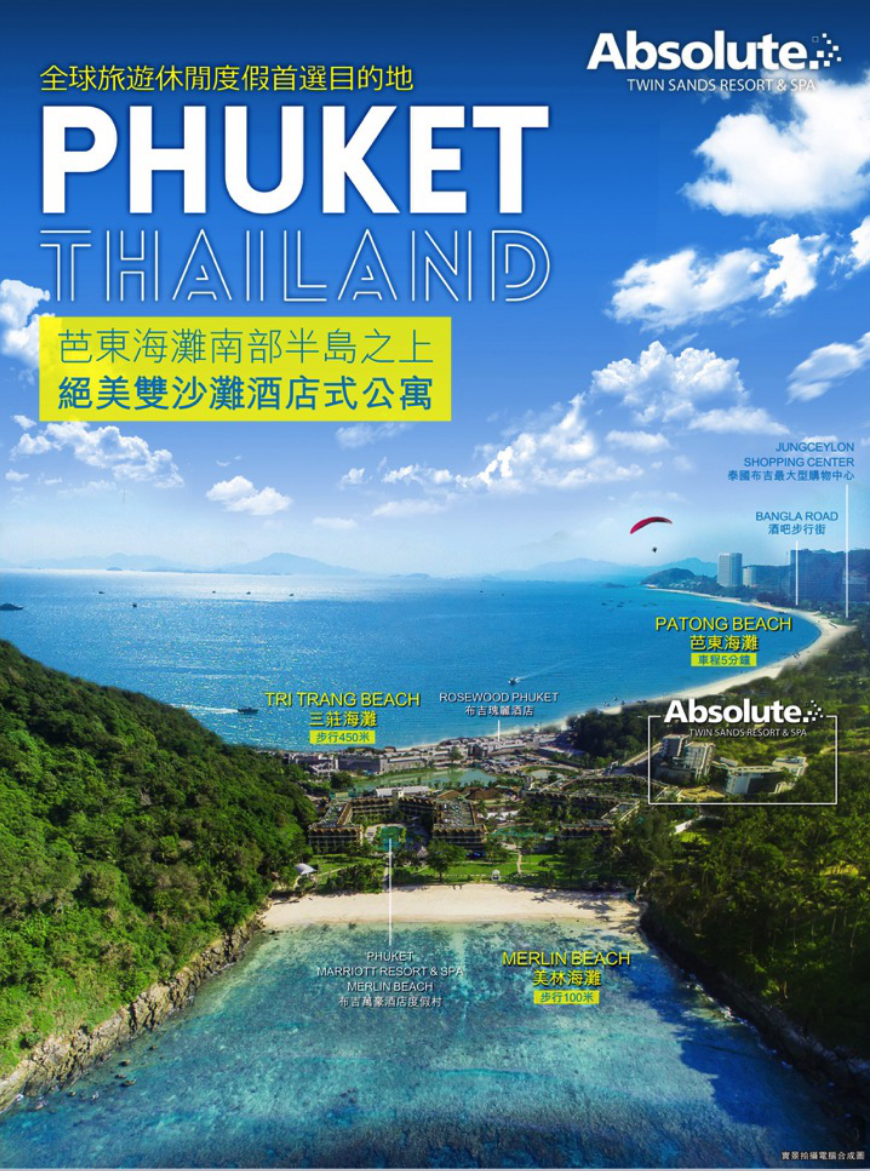 Absolute
TWIN SANDS RESORT & SPA
全球旅遊休閒度假首選目的地
PHUKET
THAILAND
芭東海灘南部半島之上
絕美雙沙灘酒店式公寓
JUNGCEYLON
SHOPPING CENTER
泰國布吉最大型購物中心
BANGLA ROAD
酒吧步行街
PATONG BEACH
芭東海灘
車程5分鐘
TRI TRANG BEACH
三莊海灘
步行450米
ROSEWOOD PHUKET
布吉瑰麗酒店
Absolute
TWIN SANDS RESORT & SPA
PHUKET
MARRIOTT RESORT & SPA
MERLIN BEACH
布吉萬豪酒店度假村
MERLIN BEACH
美林海灘
步行100米
實景拍攝電腦合成圖